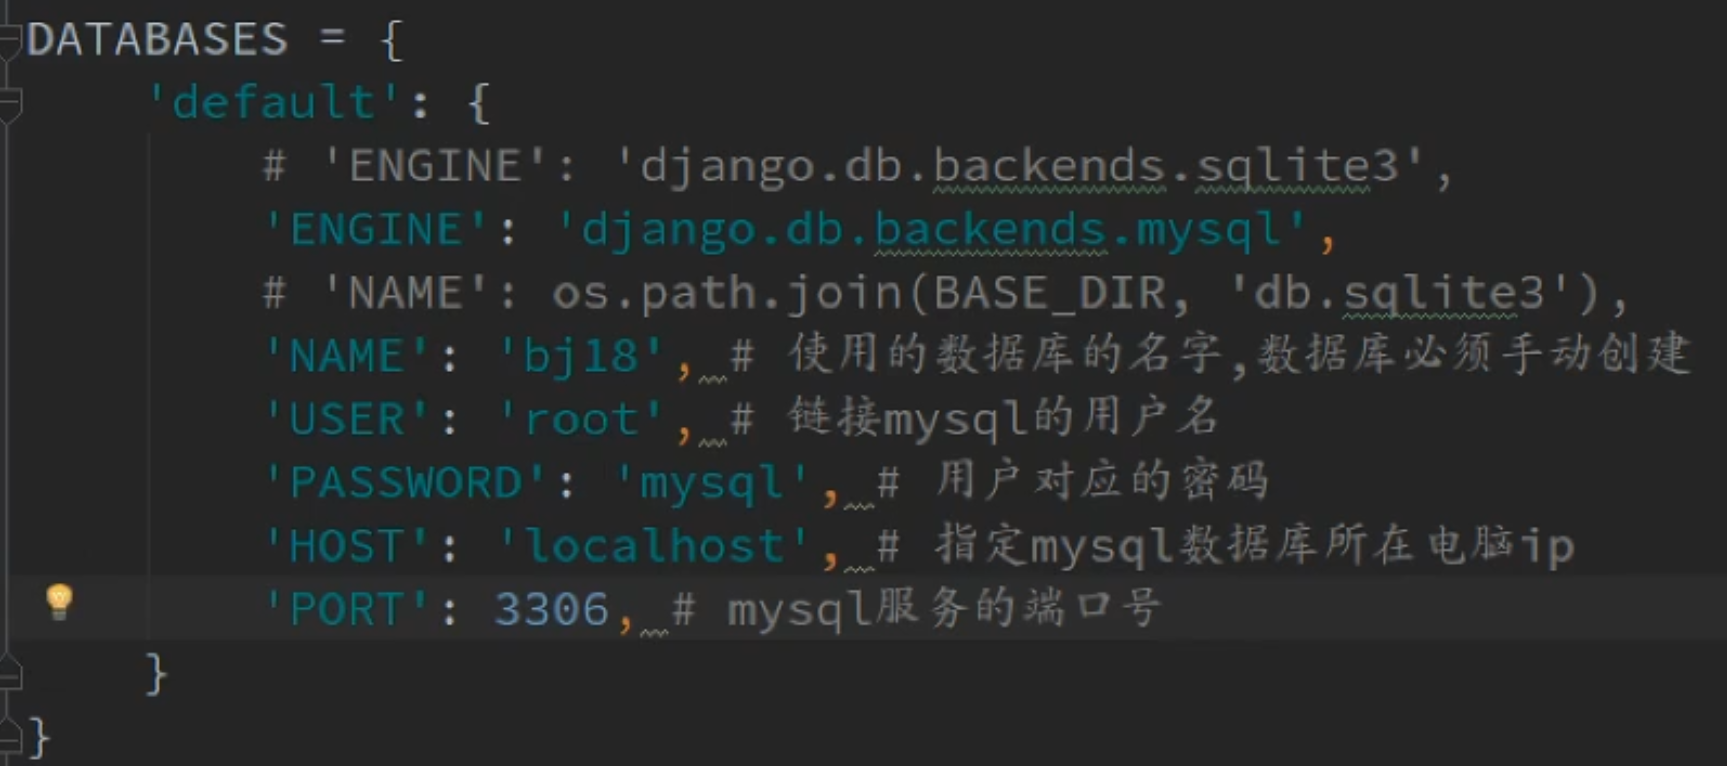 DATABASES = {
    'default': {
        # 'ENGINE': 'django.db.backends.sqlite3',
        'ENGINE': 'django.db.backends.mysql',
        # 'NAME': os.path.join(BASE_DIR, 'db.sqlite3'),
        'NAME': 'bj18', # 使用的数据库的名字,数据库必须手动创建
        'USER': 'root', # 链接mysql的用户名
        'PASSWORD': 'mysql', # 用户对应的密码
        'HOST': 'localhost', # 指定mysql数据库所在电脑ip
        'PORT': 3306, # mysql服务的端口号
    }
}